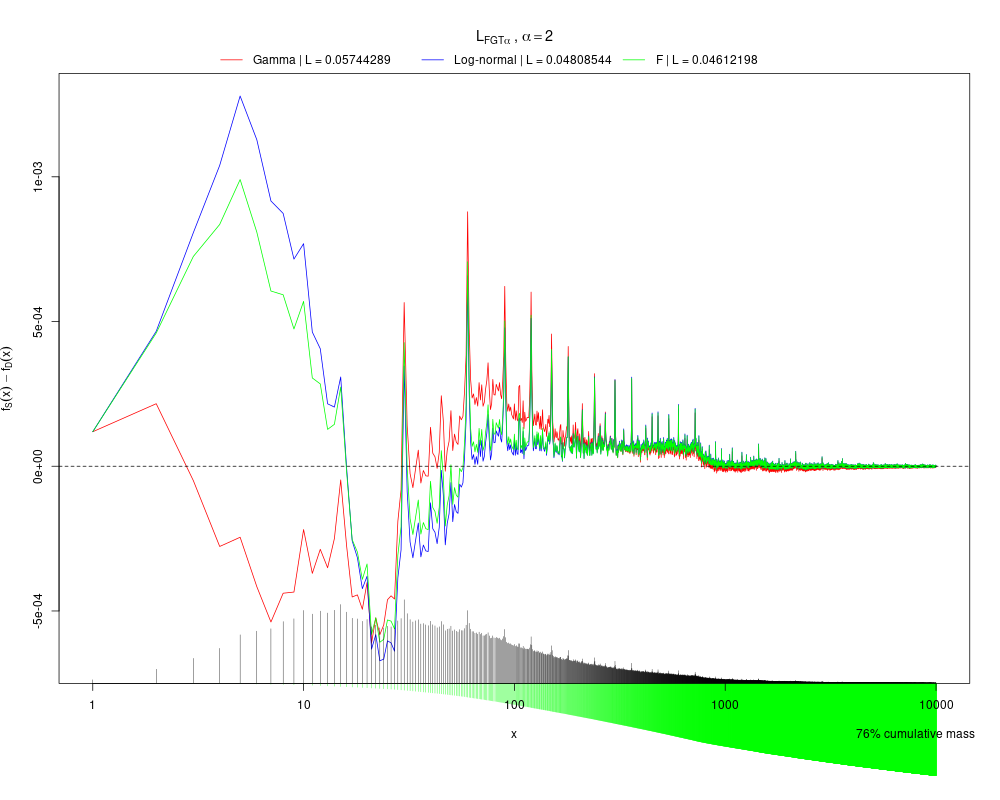 L_FGTα , α = 2
Gamma | L = 0.05744289 Log-normal | L = 0.04808544 F | L = 0.04612198
f_S(x) − f_D(x)
1e-03
5e-04
0e+00
-5e-04
1 10 100 1000 10000
x
76% cumulative mass